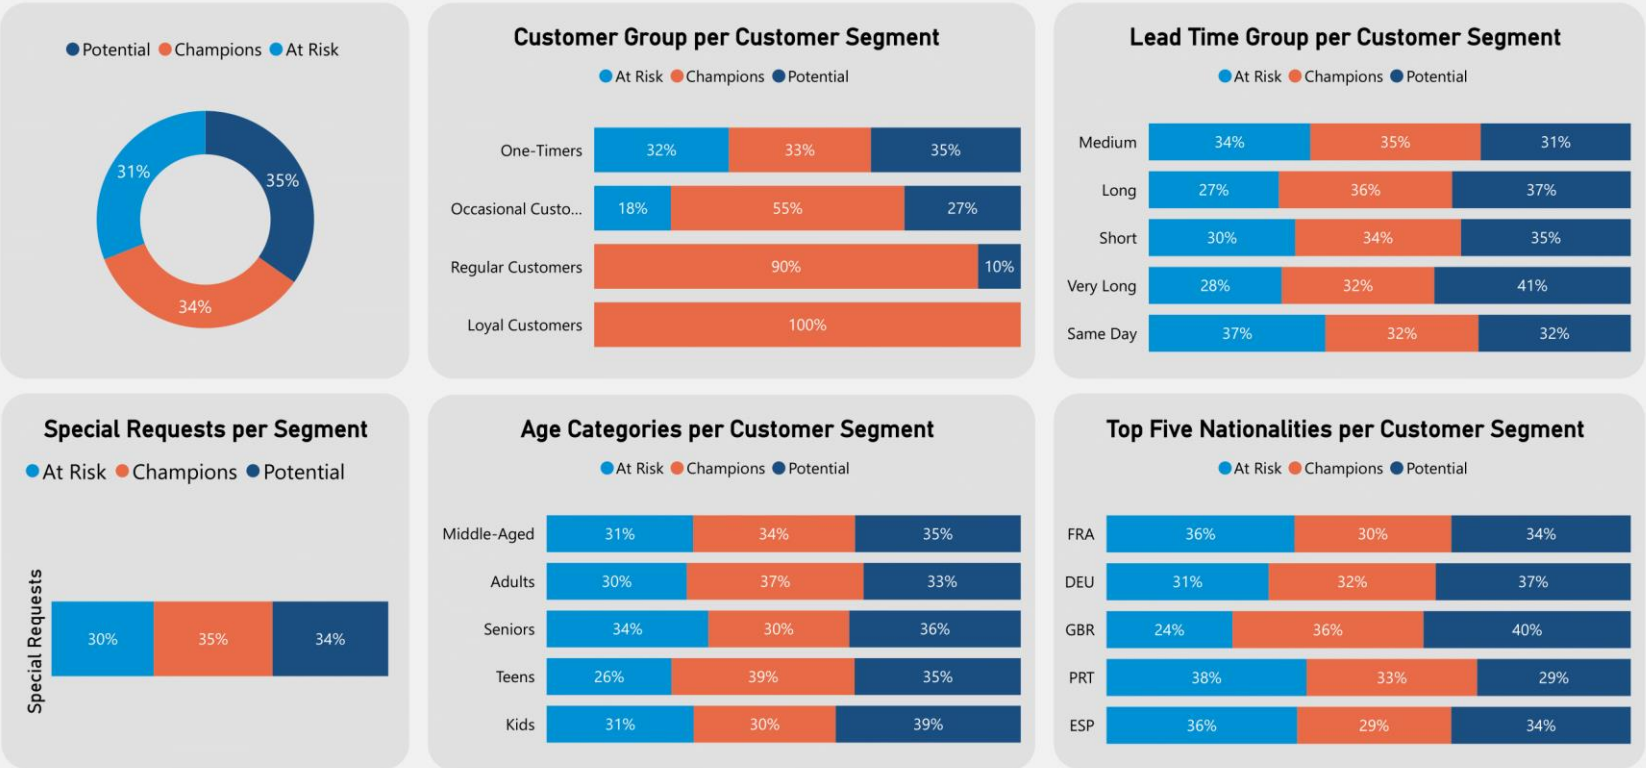 Potential Champions At Risk
31%
35%
34%
Customer Group per Customer Segment
At Risk Champions Potential
One-Timers 32% 33% 35%
Occasional Custo... 18% 55% 27%
Regular Customers 90% 10%
Loyal Customers 100%
Lead Time Group per Customer Segment
At Risk Champions Potential
Medium 34% 35% 31%
Long 27% 36% 37%
Short 30% 34% 35%
Very Long 28% 32% 41%
Same Day 37% 32% 32%
Special Requests per Segment
At Risk Champions Potential
Special Requests
30% 35% 34%
Age Categories per Customer Segment
At Risk Champions Potential
Middle-Aged 31% 34% 35%
Adults 30% 37% 33%
Seniors 34% 30% 36%
Teens 26% 39% 35%
Kids 31% 30% 39%
Top Five Nationalities per Customer Segment
At Risk Champions Potential
FRA 36% 30% 34%
DEU 31% 32% 37%
GBR 24% 36% 40%
PRT 38% 33% 29%
ESP 36% 29% 34%